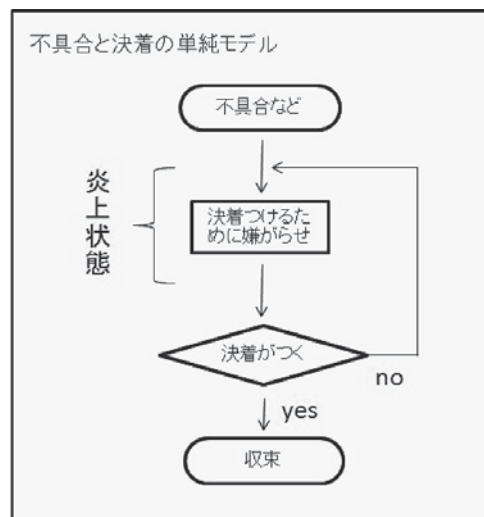 不具合と決着の単純モデル
不具合など
炎上状態
決着つけるた
めに嫌がらせ
決着がつく
no
yes
収束